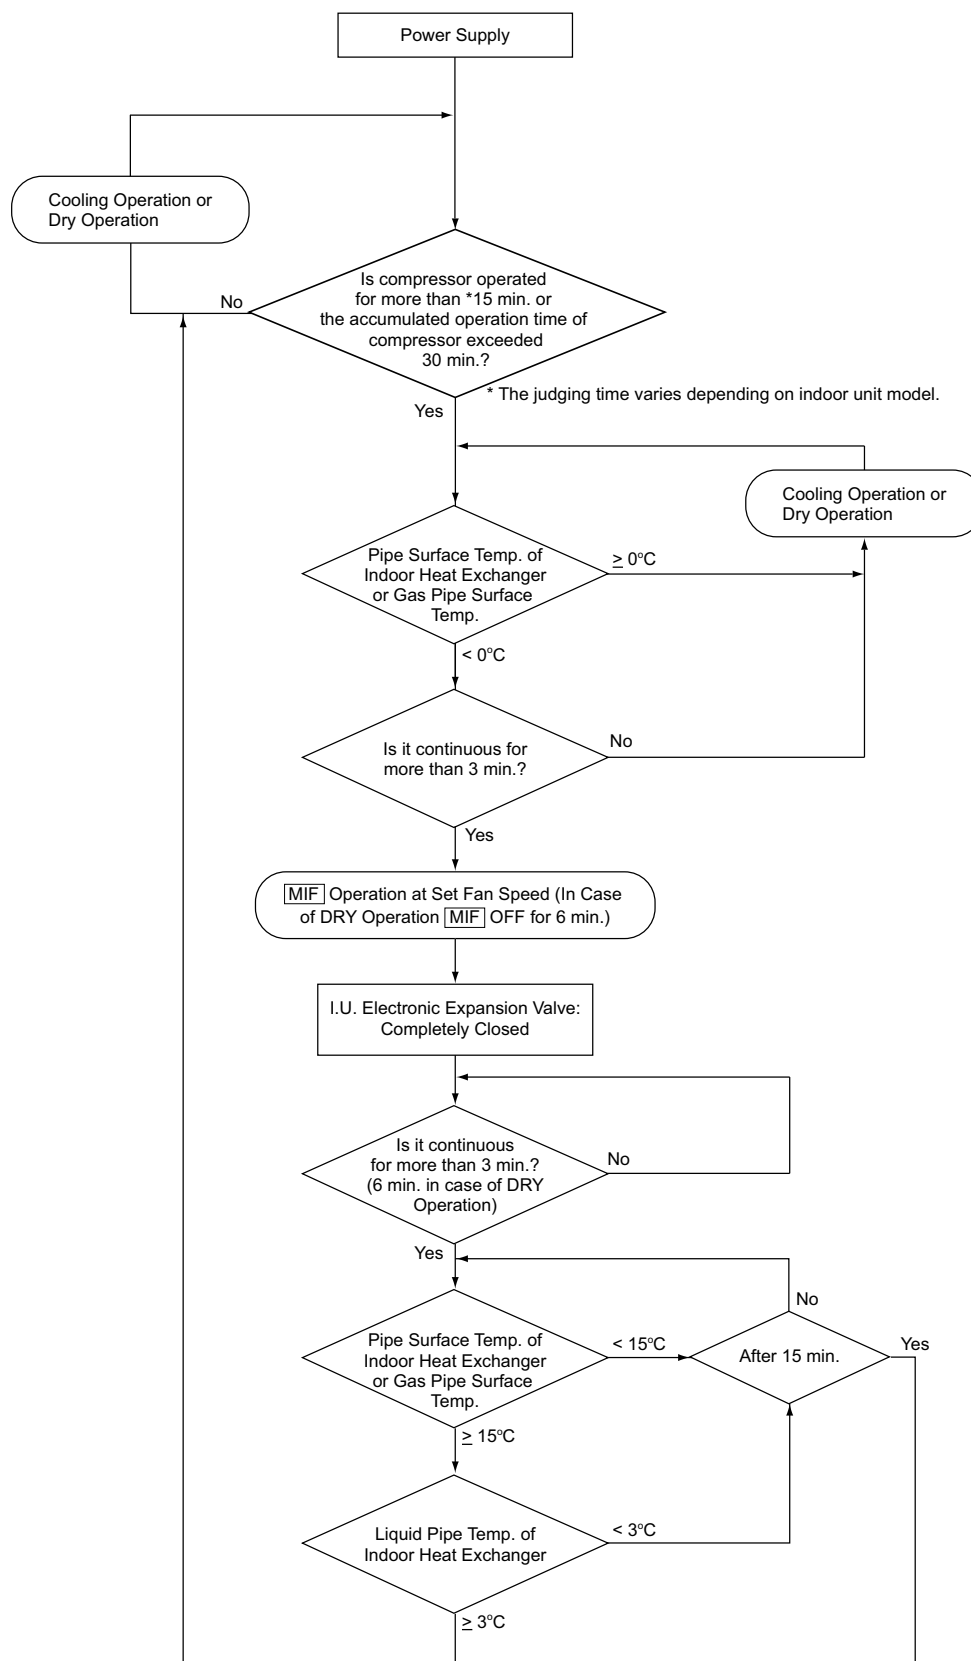 Power Supply
Cooling Operation or
Dry Operation
Is compressor operated
for more than *15 min. or
the accumulated operation time of
compressor exceeded
30 min.?
No
* The judging time varies depending on indoor unit model.
Yes
Cooling Operation or
Dry Operation
Pipe Surface Temp. of
Indoor Heat Exchanger
or Gas Pipe Surface
Temp.
≥ 0°C
< 0°C
Is it continuous for
more than 3 min.?
No
Yes
MIF Operation at Set Fan Speed (In Case
of DRY Operation MIF OFF for 6 min.)
I.U. Electronic Expansion Valve:
Completely Closed
Is it continuous
for more than 3 min.?
(6 min. in case of DRY
Operation)
No
Yes
Pipe Surface Temp. of
Indoor Heat Exchanger
or Gas Pipe Surface
Temp.
< 15°C
After 15 min.
No
Yes
≥ 15°C
Liquid Pipe Temp. of
Indoor Heat Exchanger
< 3°C
≥ 3°C